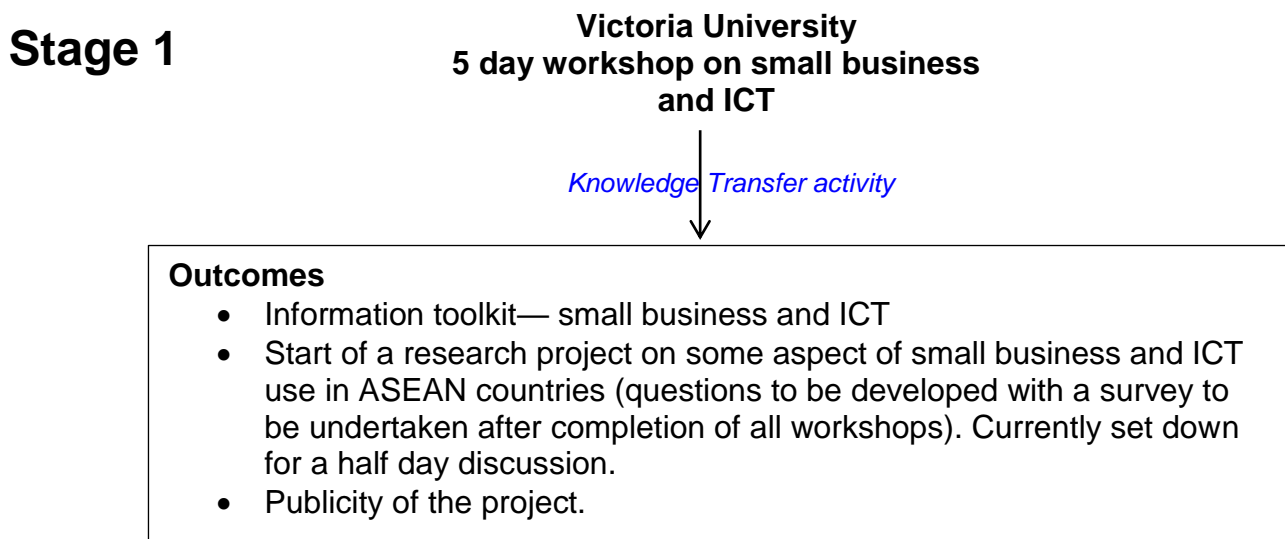 Stage 1
Victoria University
5 day workshop on small business
and ICT
Knowledge Transfer activity
Outcomes
• Information toolkit— small business and ICT
• Start of a research project on some aspect of small business and ICT
use in ASEAN countries (questions to be developed with a survey to
be undertaken after completion of all workshops). Currently set down
for a half day discussion.
• Publicity of the project.